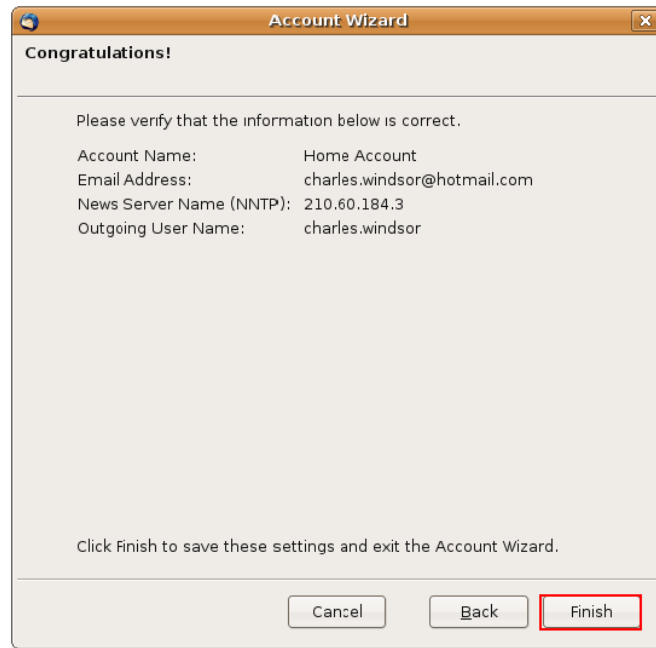 Account Wizard
Congratulations!
Please verify that the information below is correct.
Account Name: Home Account
Email Address: charles.windsor@hotmail.com
News Server Name (NNTP): 210.60.184.3
Outgoing User Name: charles.windsor
Click Finish to save these settings and exit the Account Wizard.
Cancel Back Finish